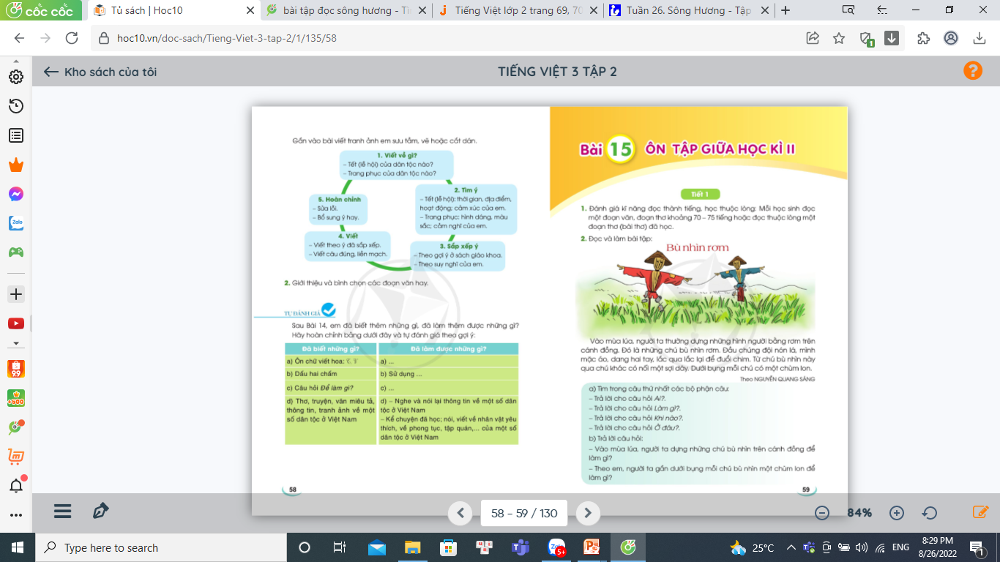 cốc cốc
Tủ sách | Hoc10
bài tập đọc sông hương - Tì
Tiếng Việt lớp 2 trang 69, 70
Tuần 26. Sông Hương - Tập
hoc10.vn/doc-sach/Tieng-Viet-3-tap-2/1/135/58
1
Kho sách của tôi
TIẾNG VIỆT 3 TẬP 2
?
Zalo
99
+500
Gắn vào bài viết tranh ảnh em sưu tầm, vẽ hoặc cắt dán.
1. Viết về gì?
– Tết (lễ hội) của dân tộc nào?
– Trang phục của dân tộc nào?
2. Tìm ý
– Tết (lễ hội): thời gian, địa điểm,
hoạt động; cảm xúc của em.
– Trang phục: hình dáng, màu
sắc; cảm nghĩ của em.
3. Sắp xếp ý
– Theo gợi ý ở sách giáo khoa.
– Theo suy nghĩ của em.
4. Viết
– Viết theo ý đã sắp xếp.
– Viết câu đúng, liền mạch.
5. Hoàn chỉnh
– Sửa lỗi.
– Bổ sung ý hay.
2. Giới thiệu và bình chọn các đoạn văn hay.
TỰ ĐÁNH GIÁ
Sau Bài 14, em đã biết thêm những gì, đã làm thêm được những gì?
Hãy hoàn chỉnh bảng dưới đây và tự đánh giá theo gợi ý:
Đã biết những gì? Đã làm được những gì?
a) Ôn chữ viết hoa: a) ...
b) Dấu hai chấm b) Sử dụng ...
c) Câu hỏi Để làm gì? c) ...
d) Thơ, truyện, văn miêu tả, d) – Nghe và nói lại thông tin về một số dân
thông tin, tranh ảnh về một tộc ở Việt Nam
số dân tộc ở Việt Nam – Kể chuyện đã học; nói, viết về nhân vật yêu
thích, về phong tục, tập quán,... của một số
dân tộc ở Việt Nam
58
Bài 15 ÔN TẬP GIỮA HỌC KÌ II
Tiết 1
1. Đánh giá kĩ năng đọc thành tiếng, học thuộc lòng: Mỗi học sinh đọc
một đoạn văn, đoạn thơ khoảng 70 – 75 tiếng hoặc đọc thuộc lòng một
đoạn thơ (bài thơ) đã học.
2. Đọc và làm bài tập:
Bù nhìn rơm
Vào mùa lúa, người ta thường dựng những hình người bằng rơm trên
cánh đồng. Đó là những chú bù nhìn rơm. Đầu chúng đội nón lá, mình
mặc áo, dang hai tay, lắc qua lắc lại để đuổi chim. Từ chú bù nhìn này
qua chú khác có nối một sợi dây. Dưới bụng mỗi chú có một chùm lon.
Theo NGUYỄN QUANG SÁNG
a) Tìm trong câu thứ nhất các bộ phận câu:
– Trả lời cho câu hỏi Ai?.
– Trả lời cho câu hỏi Làm gì?.
– Trả lời cho câu hỏi Khi nào?.
– Trả lời cho câu hỏi Ở đâu?.
b) Trả lời câu hỏi:
– Vào mùa lúa, người ta dựng những chú bù nhìn trên cánh đồng để
làm gì?
– Theo em, người ta gắn dưới bụng mỗi chú bù nhìn một chùm lon để
làm gì?
59
58 – 59 / 130
84%
Type here to search
Zalo
5+
25°C
ENG
8:29 PM
8/26/2022
1